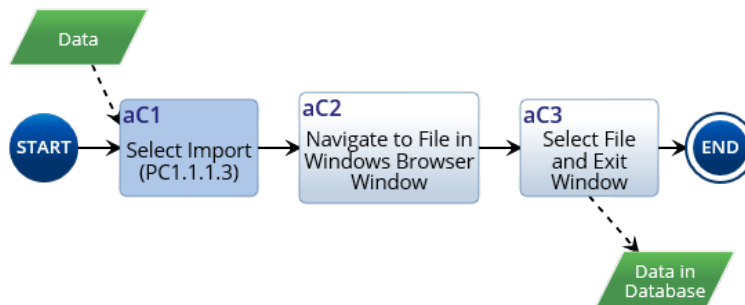 Data
START
aC1
Select Import
(PC1.1.1.3)
aC2
Navigate to File in
Windows Browser
Window
aC3
Select File
and Exit
Window
END
Data in
Database